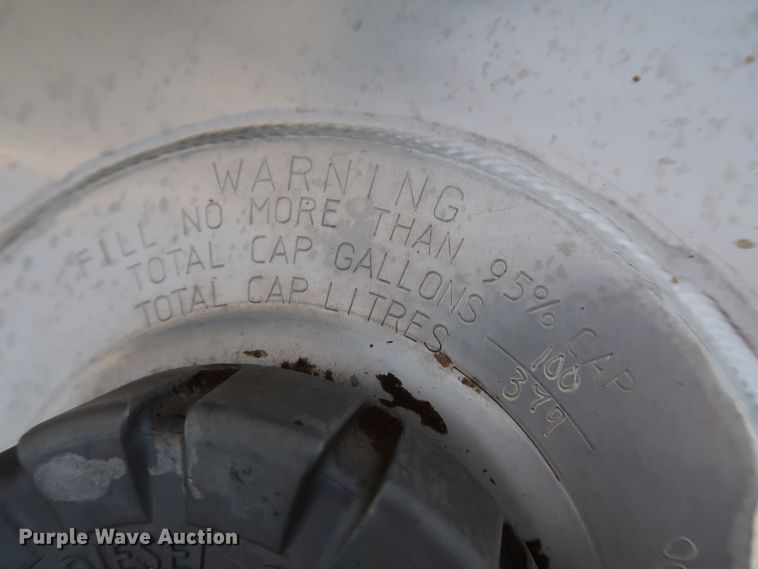 WARNING
FILL NO MORE THAN 95% CAP
TOTAL CAP GALLONS 100
TOTAL CAP LITRES 379
Purple Wave Auction